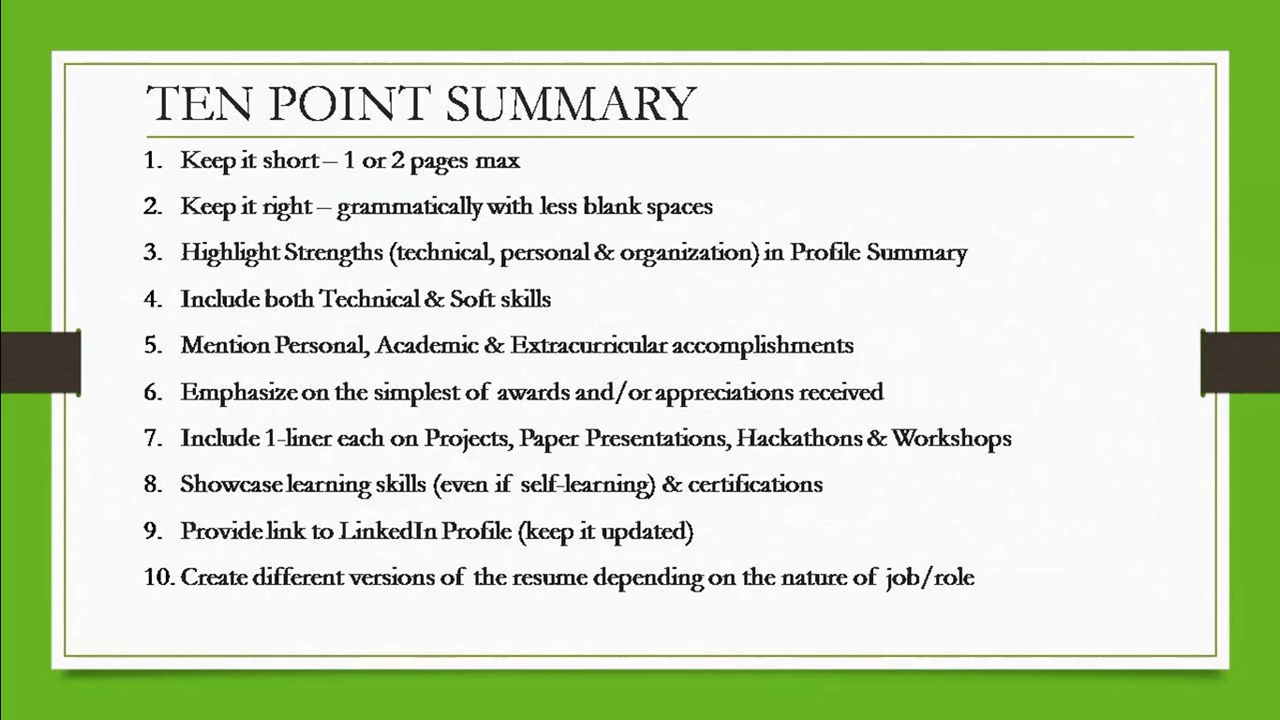 TEN POINT SUMMARY
1. Keep it short – 1 or 2 pages max
2. Keep it right – grammatically with less blank spaces
3. Highlight Strengths (technical, personal & organization) in Profile Summary
4. Include both Technical & Soft skills
5. Mention Personal, Academic & Extracurricular accomplishments
6. Emphasize on the simplest of awards and/or appreciations received
7. Include 1-liner each on Projects, Paper Presentations, Hackathons & Workshops
8. Showcase learning skills (even if self-learning) & certifications
9. Provide link to LinkedIn Profile (keep it updated)
10. Create different versions of the resume depending on the nature of job/role